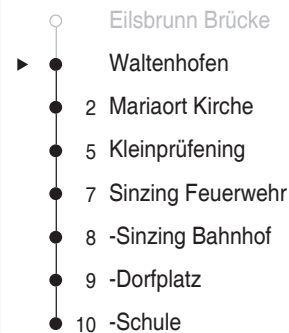 Eilsbrunn Brücke
Waltenhofen
2 Mariaort Kirche
5 Kleinprüfening
7 Sinzing Feuerwehr
8 -Sinzing Bahnhof
9 -Dorfplatz
10 -Schule